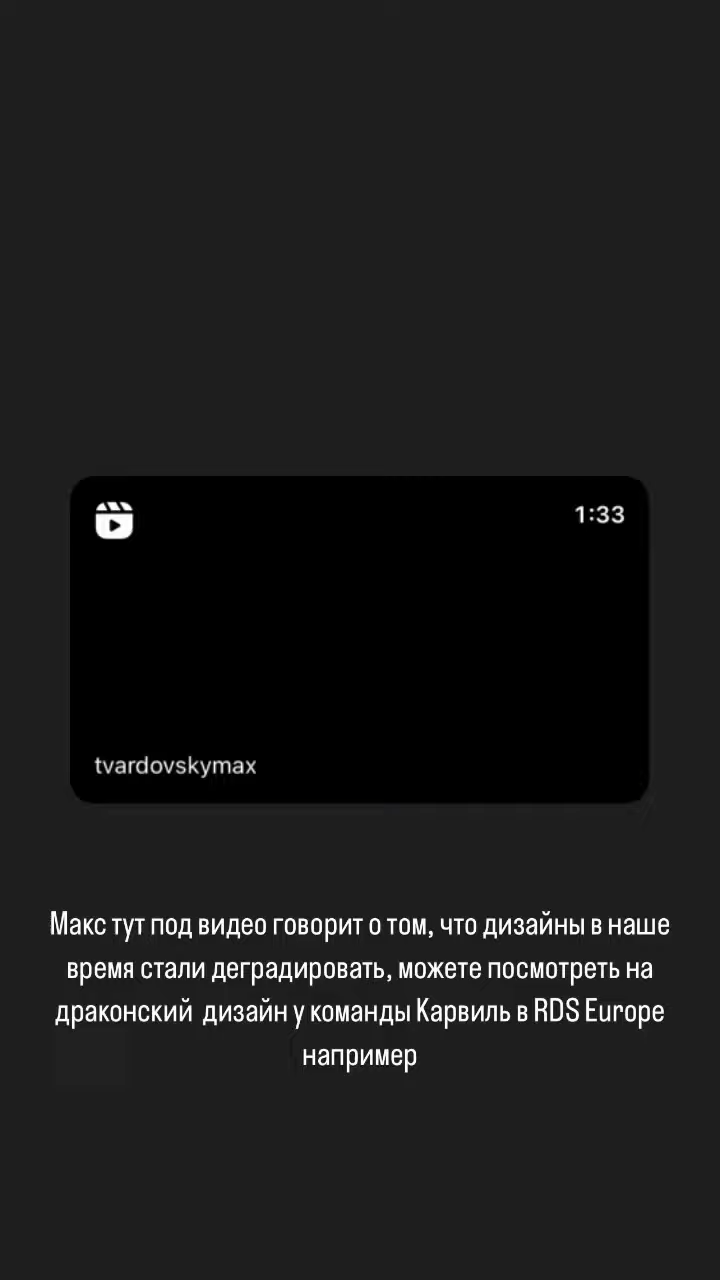 1:33
tvardovskymax
Макс тут под видео говорит о том, что дизайны в наше
время стали деградировать, можете посмотреть на
драконский дизайн у команды Карвиль в RDS Europe
например